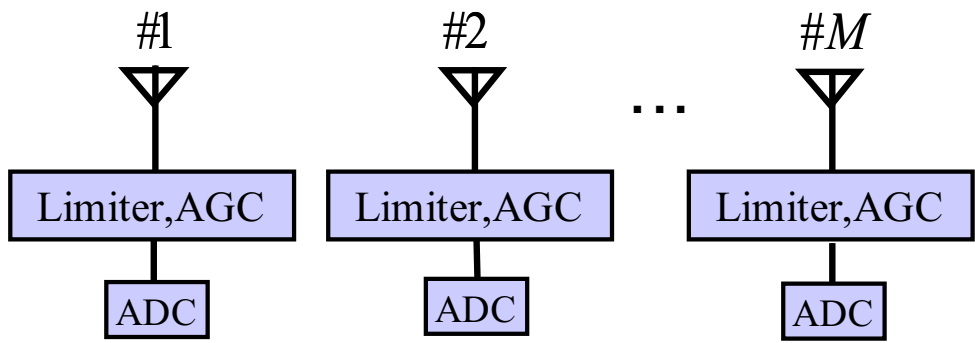 #1 #2 ... #M
Limiter,AGC Limiter,AGC Limiter,AGC
ADC ADC ADC